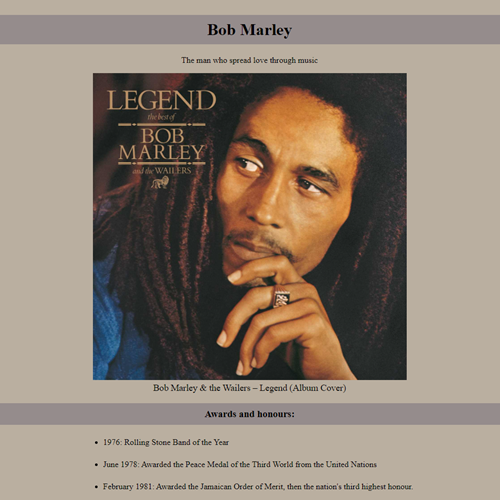 Bob Marley
The man who spread love through music
LEGEND
the best of
BOB
MARLEY
and the WAILERS
Bob Marley & the Wailers – Legend (Album Cover)
Awards and honours:
• 1976: Rolling Stone Band of the Year
• June 1978: Awarded the Peace Medal of the Third World from the United Nations
• February 1981: Awarded the Jamaican Order of Merit, then the nation's third highest honour.